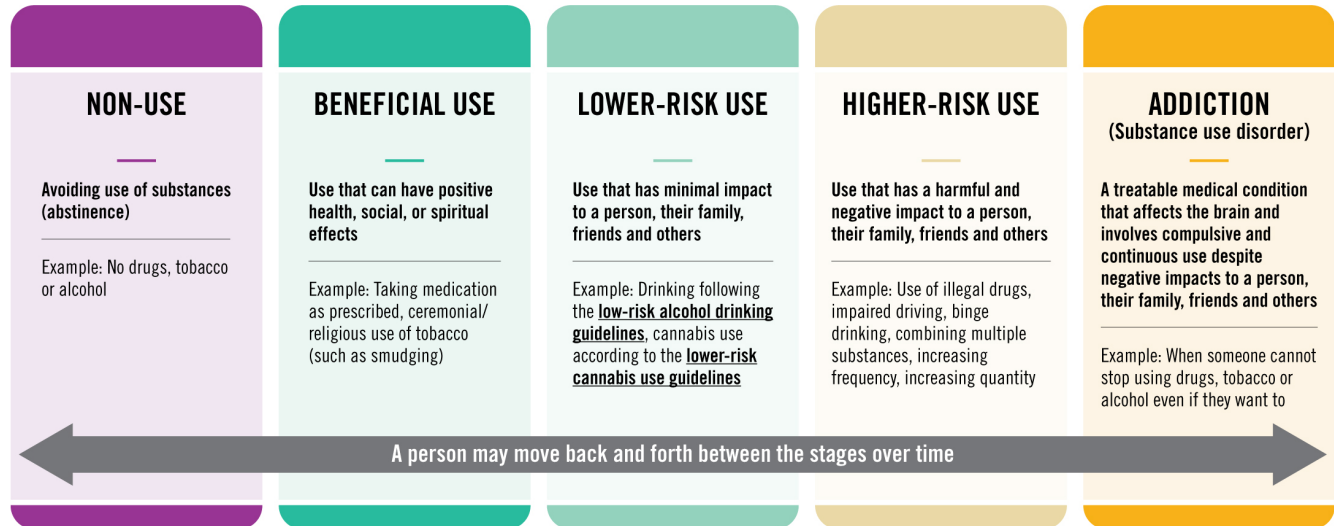 NON-USE
Avoiding use of substances
(abstinence)
Example: No drugs, tobacco
or alcohol
BENEFICIAL USE
Use that can have positive
health, social, or spiritual
effects
Example: Taking medication
as prescribed, ceremonial/
religious use of tobacco
(such as smudging)
LOWER-RISK USE
Use that has minimal impact
to a person, their family,
friends and others
Example: Drinking following
the low-risk alcohol drinking
guidelines, cannabis use
according to the lower-risk
cannabis use guidelines
HIGHER-RISK USE
Use that has a harmful and
negative impact to a person,
their family, friends and others
Example: Use of illegal drugs,
impaired driving, binge
drinking, combining multiple
substances, increasing
frequency, increasing quantity
ADDICTION
(Substance use disorder)
A treatable medical condition
that affects the brain and
involves compulsive and
continuous use despite
negative impacts to a person,
their family, friends and others
Example: When someone cannot
stop using drugs, tobacco or
alcohol even if they want to
A person may move back and forth between the stages over time